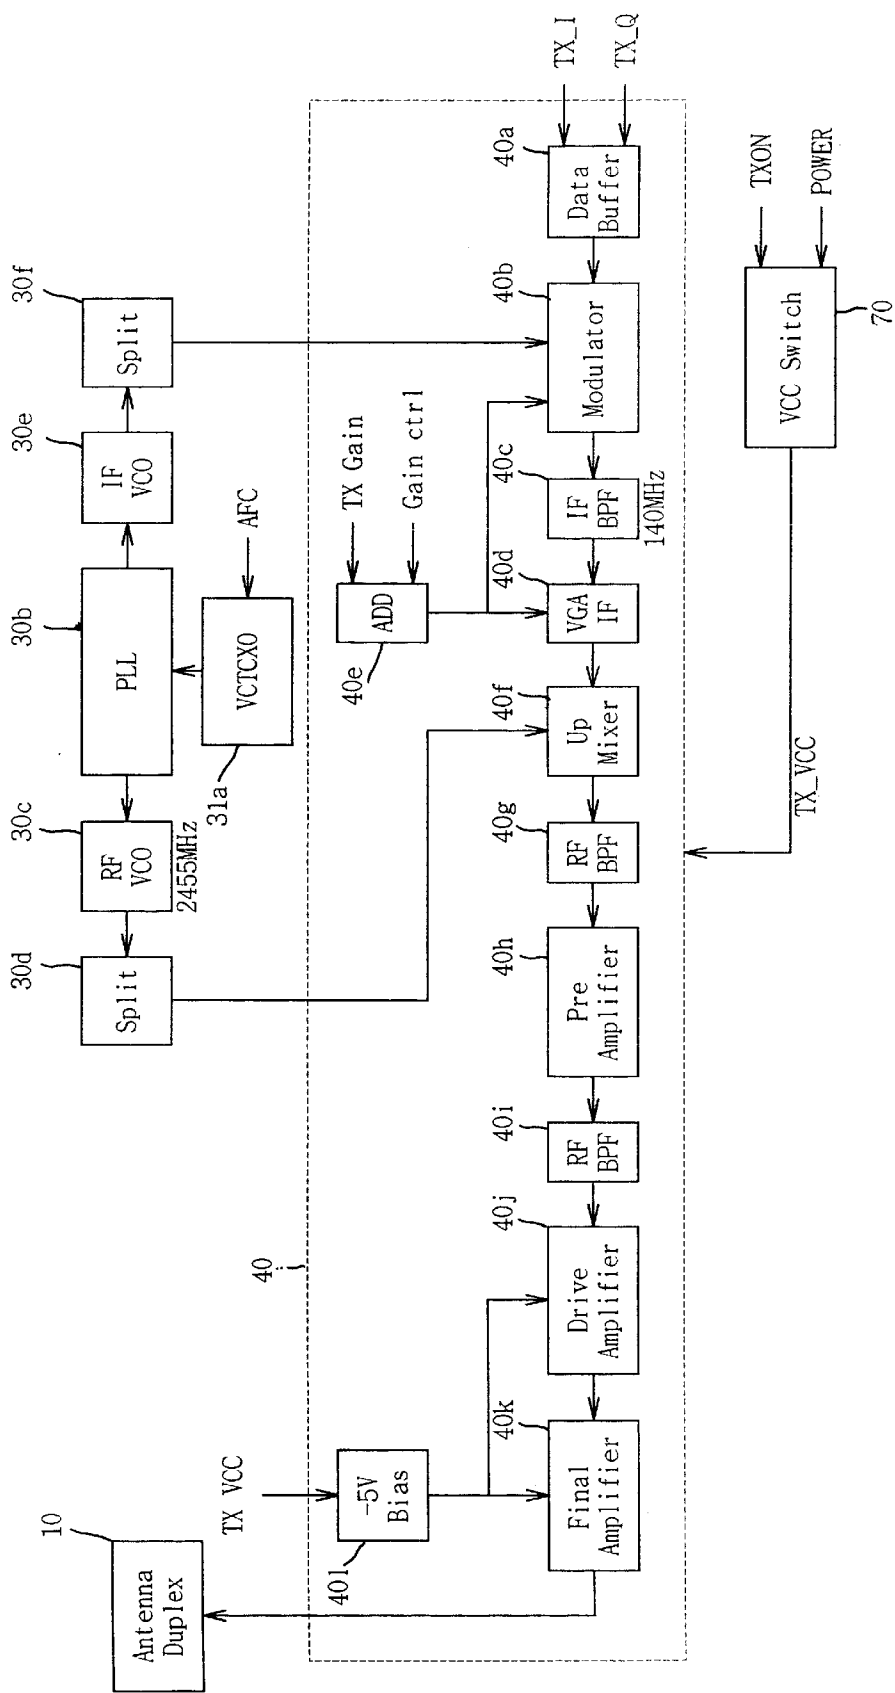 10
Antenna
Duplex
30d
Split
30c
RF
VCO
2455MHz
30b
PLL
30e
IF
VCO
30f
Split
31a
VCTCXO
AFC
40
TX VCC
-5V
Bias
40l
40e
ADD
TX Gain
Gain ctrl
40k
Final
Amplifier
40j
Drive
Amplifier
40i
RF
BPF
40h
Pre
Amplifier
40g
RF
BPF
40f
Up
Mixer
40d
VGA
IF
40c
IF
BPF
140MHz
40b
Modulator
40a
Data
Buffer
TX_I
TX_Q
TX_VCC
VCC Switch
70
TXON
POWER